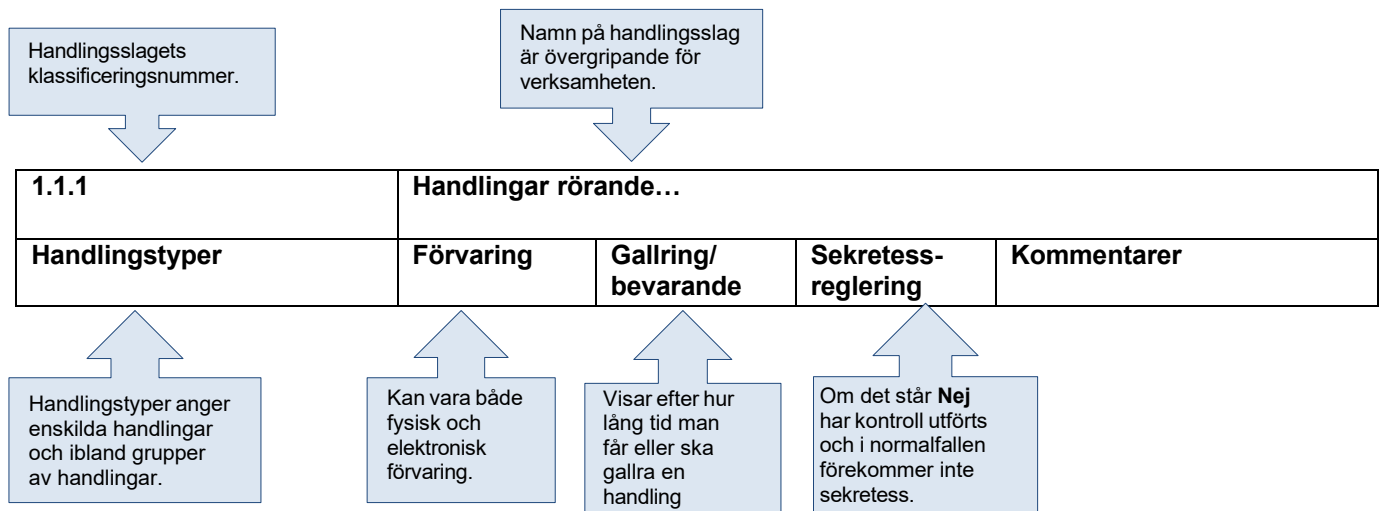 Handlingsslagets
klassificeringsnummer.
Namn på handlingsslag
är övergripande för
verksamheten.
1.1.1
Handlingar rörande…
Handlingstyper
Förvaring
Gallring/
bevarande
Sekretess-
reglering
Kommentarer
Handlingstyper anger
enskilda handlingar
och ibland grupper
av handlingar.
Kan vara både
fysisk och
elektronisk
förvaring.
Visar efter hur
lång tid man
får eller ska
gallra en
handling
Om det står Nej
har kontroll utförts
och i normalfallen
förekommer inte
sekretess.